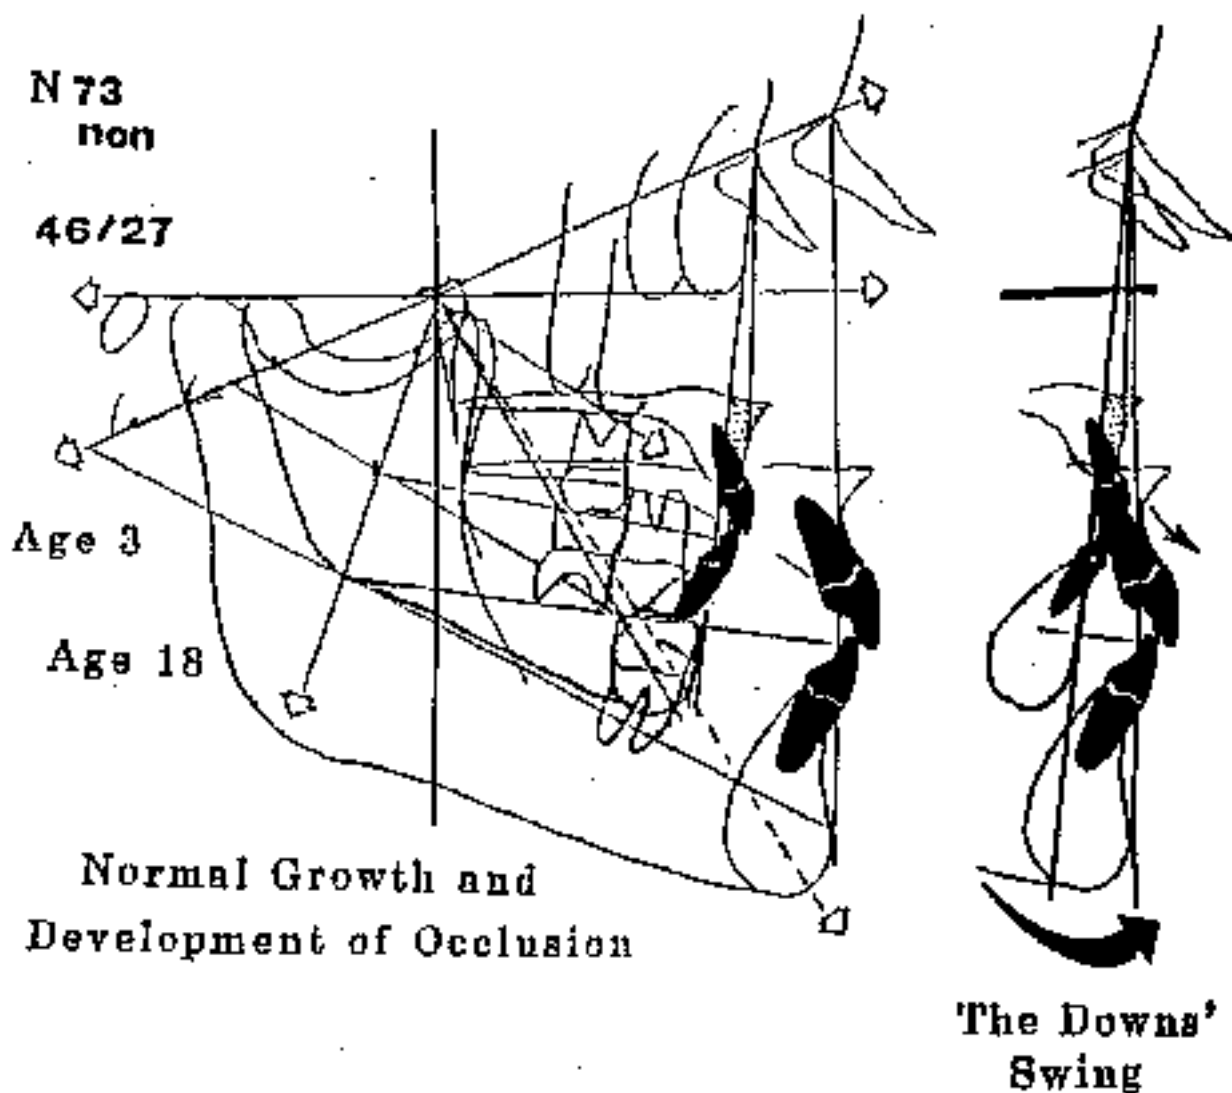 N 73
non
46/27
Age 3
Age 18
Normal Growth and
Development of Occlusion
'The Downs'
Swing